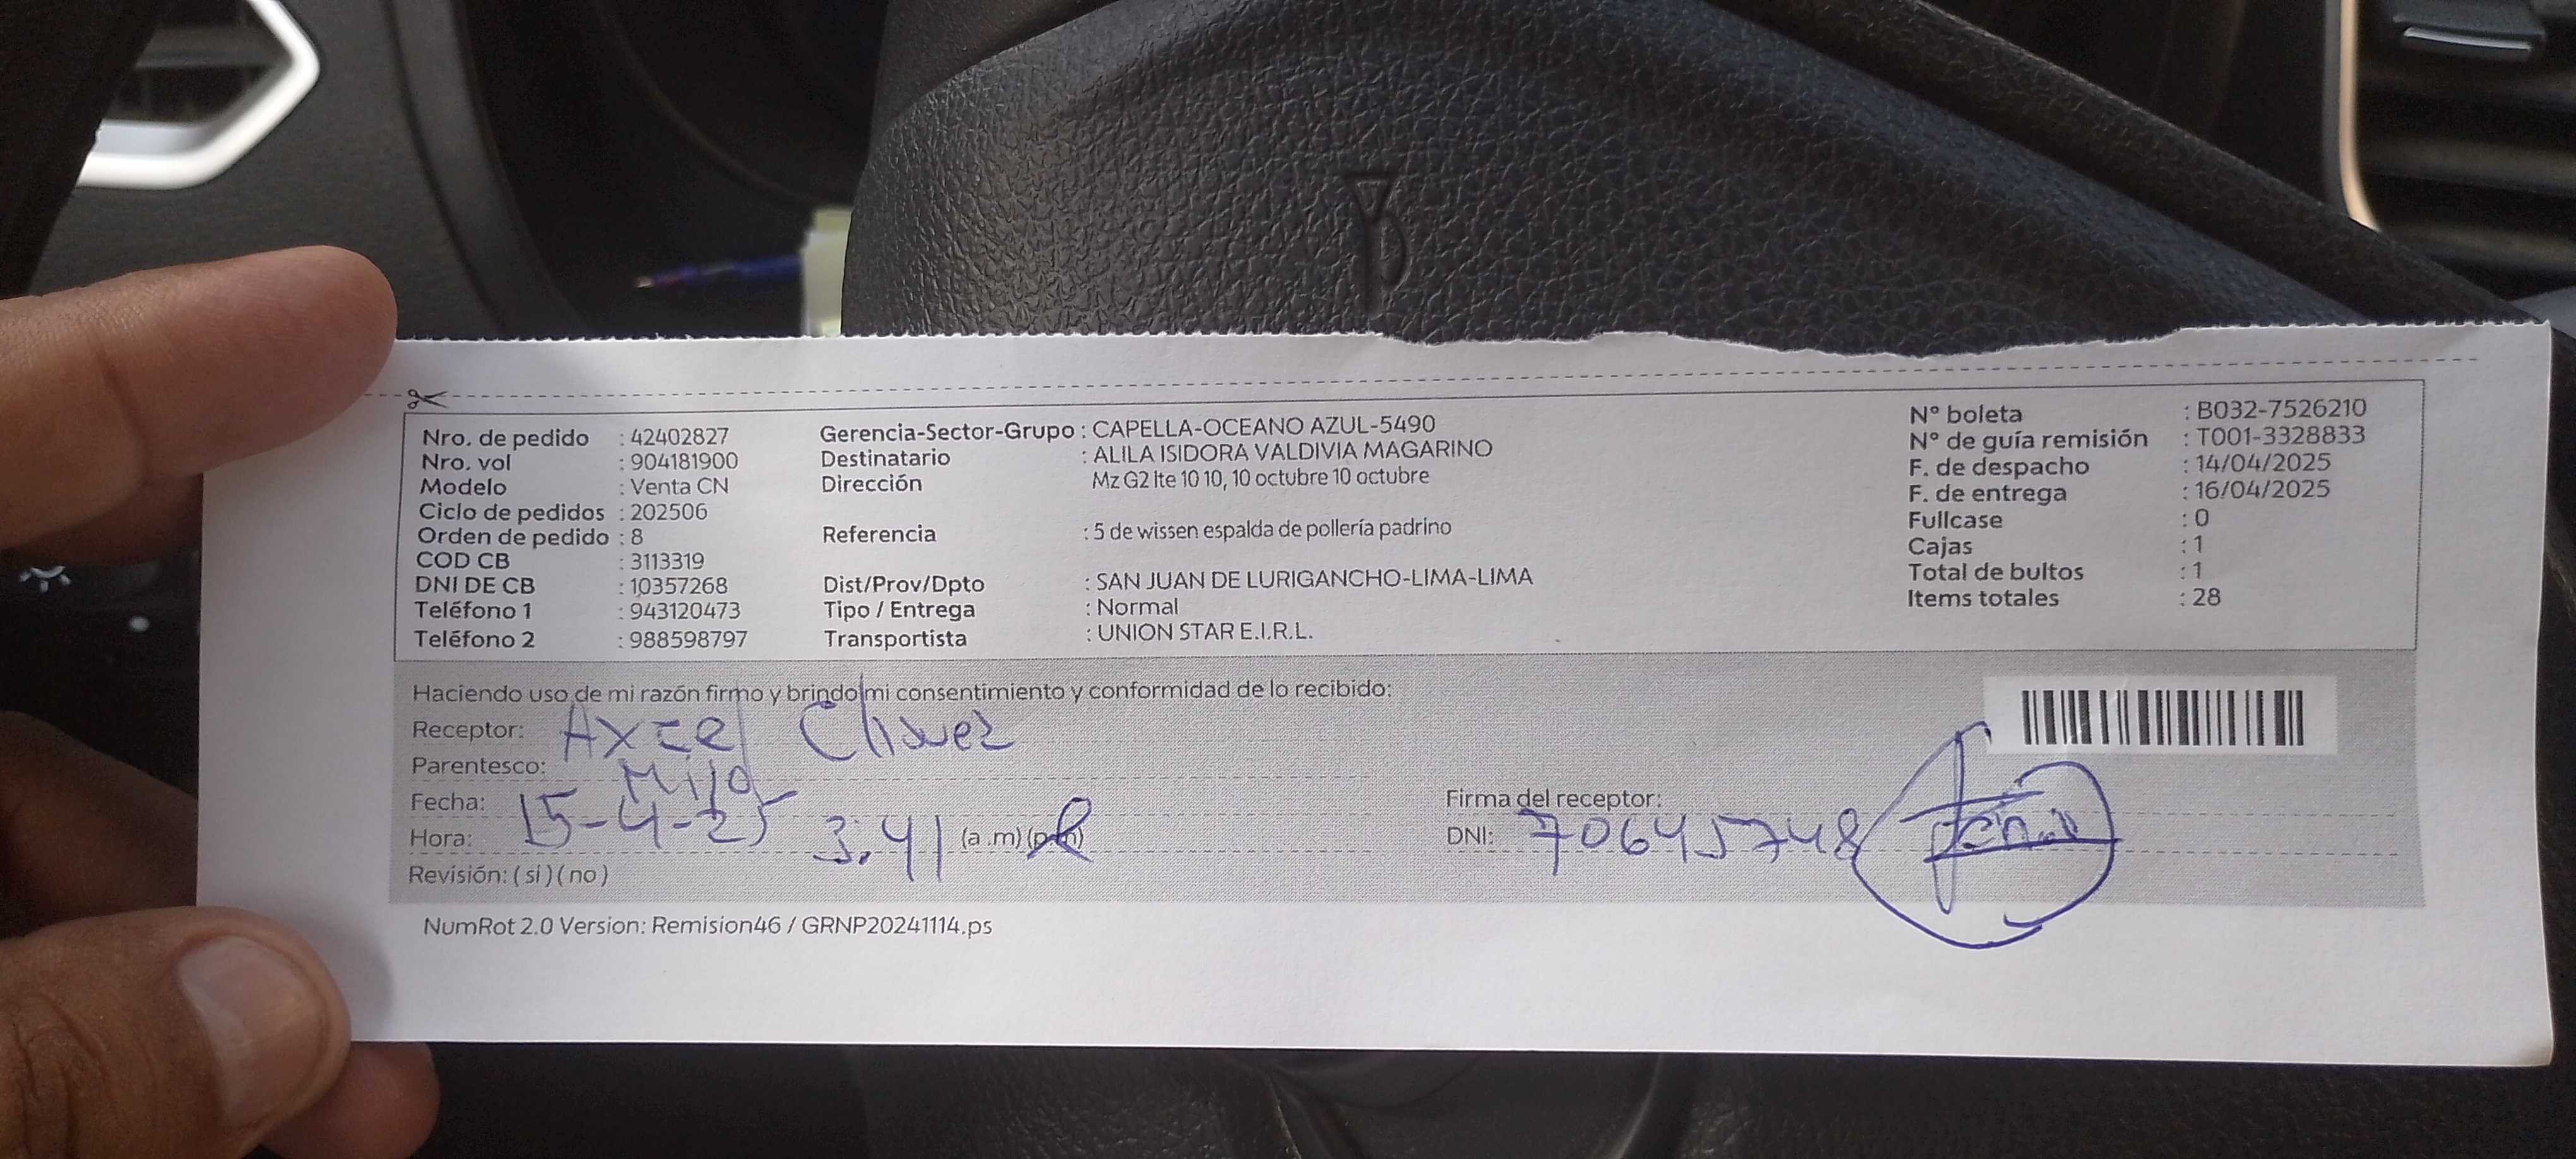 Nro. de pedido : 42402827
Nro. vol : 904181900
Modelo : Venta CN
Ciclo de pedidos : 202506
Orden de pedido : 8
COD CB : 3113319
DNI DE CB : 10357268
Teléfono 1 : 943120473
Teléfono 2 : 988598797
Gerencia-Sector-Grupo : CAPELLA-OCEANO AZUL-5490
Destinatario : ALILA ISIDORA VALDIVIA MAGARINO
Dirección Mz G2 lte 10 10, 10 octubre 10 octubre
Referencia : 5 de wissen espalda de pollería padrino
Dist/Prov/Dpto : SAN JUAN DE LURIGANCHO-LIMA-LIMA
Tipo / Entrega : Normal
Transportista : UNION STAR E.I.R.L.
N° boleta : B032-7526210
N° de guía remisión : T001-3328833
F. de despacho : 14/04/2025
F. de entrega : 16/04/2025
Fullcase : 0
Cajas : 1
Total de bultos : 1
Items totales : 28
Haciendo uso de mi razón firmo y brindo mi consentimiento y conformidad de lo recibido:
Receptor: Axel
Parentesco:
Fecha: 15-4-25
Hora: 3.41 (a.m) (p.m)
Revisión: ( si ) ( no )
Firma del receptor:
DNI: 70645748
NumRot 2.0 Version: Remision46 / GRNP20241114.ps